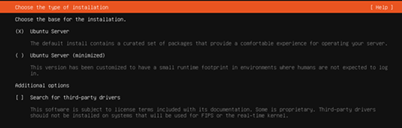 Choose the type of installation [ Help ]
Choose the base for the installation.
(X) Ubuntu Server
The default install contains a curated set of packages that provide a comfortable experience for operating your server.
( ) Ubuntu Server (minimized)
This version has been customized to have a small runtime footprint in environments where humans are not expected to log
in.
Additional options
[ ] Search for third-party drivers
This software is subject to license terms included with its documentation. Some is proprietary. Third-party drivers
should not be installed on systems that will be used for FIPS or the real-time kernel.